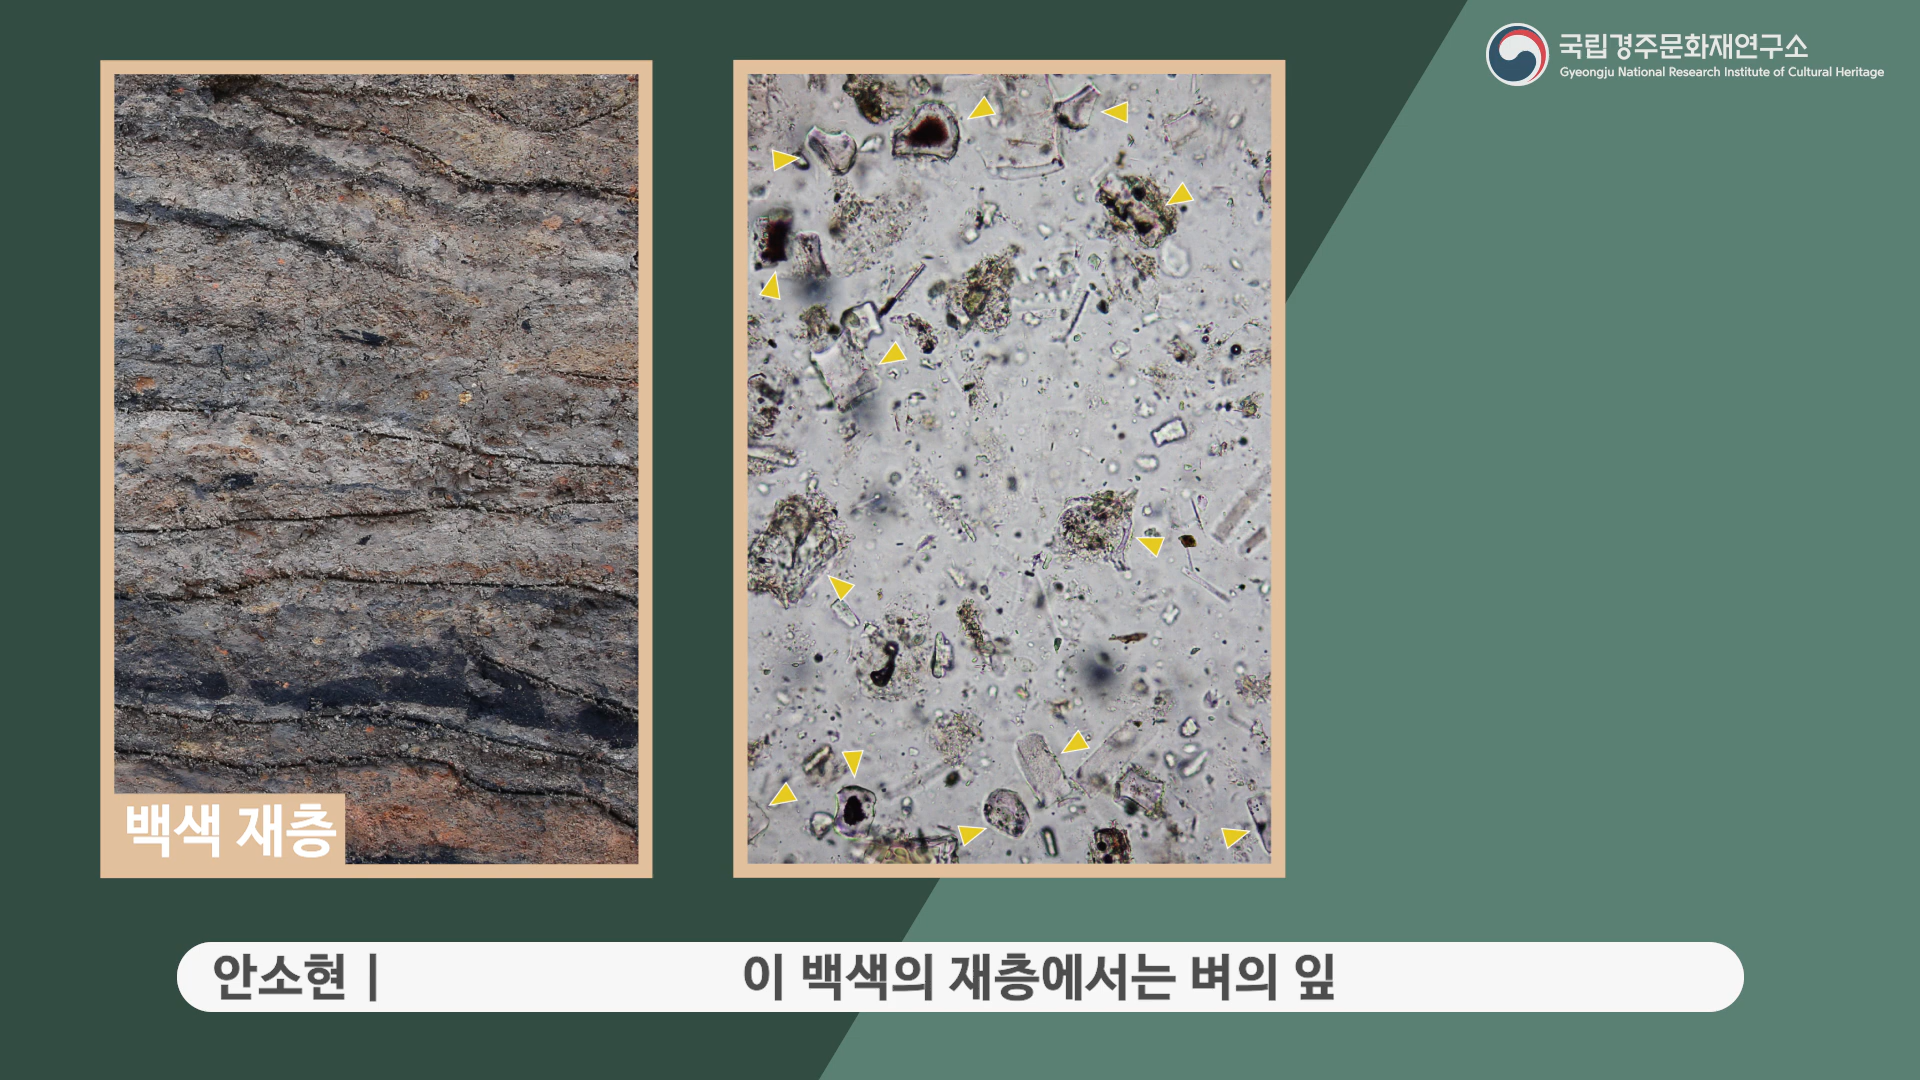 국립경주문화재연구소
Gyeongju National Research Institute of Cultural Heritage
백색 재층
안소현 | 이 백색의 재층에서는 벼의 잎